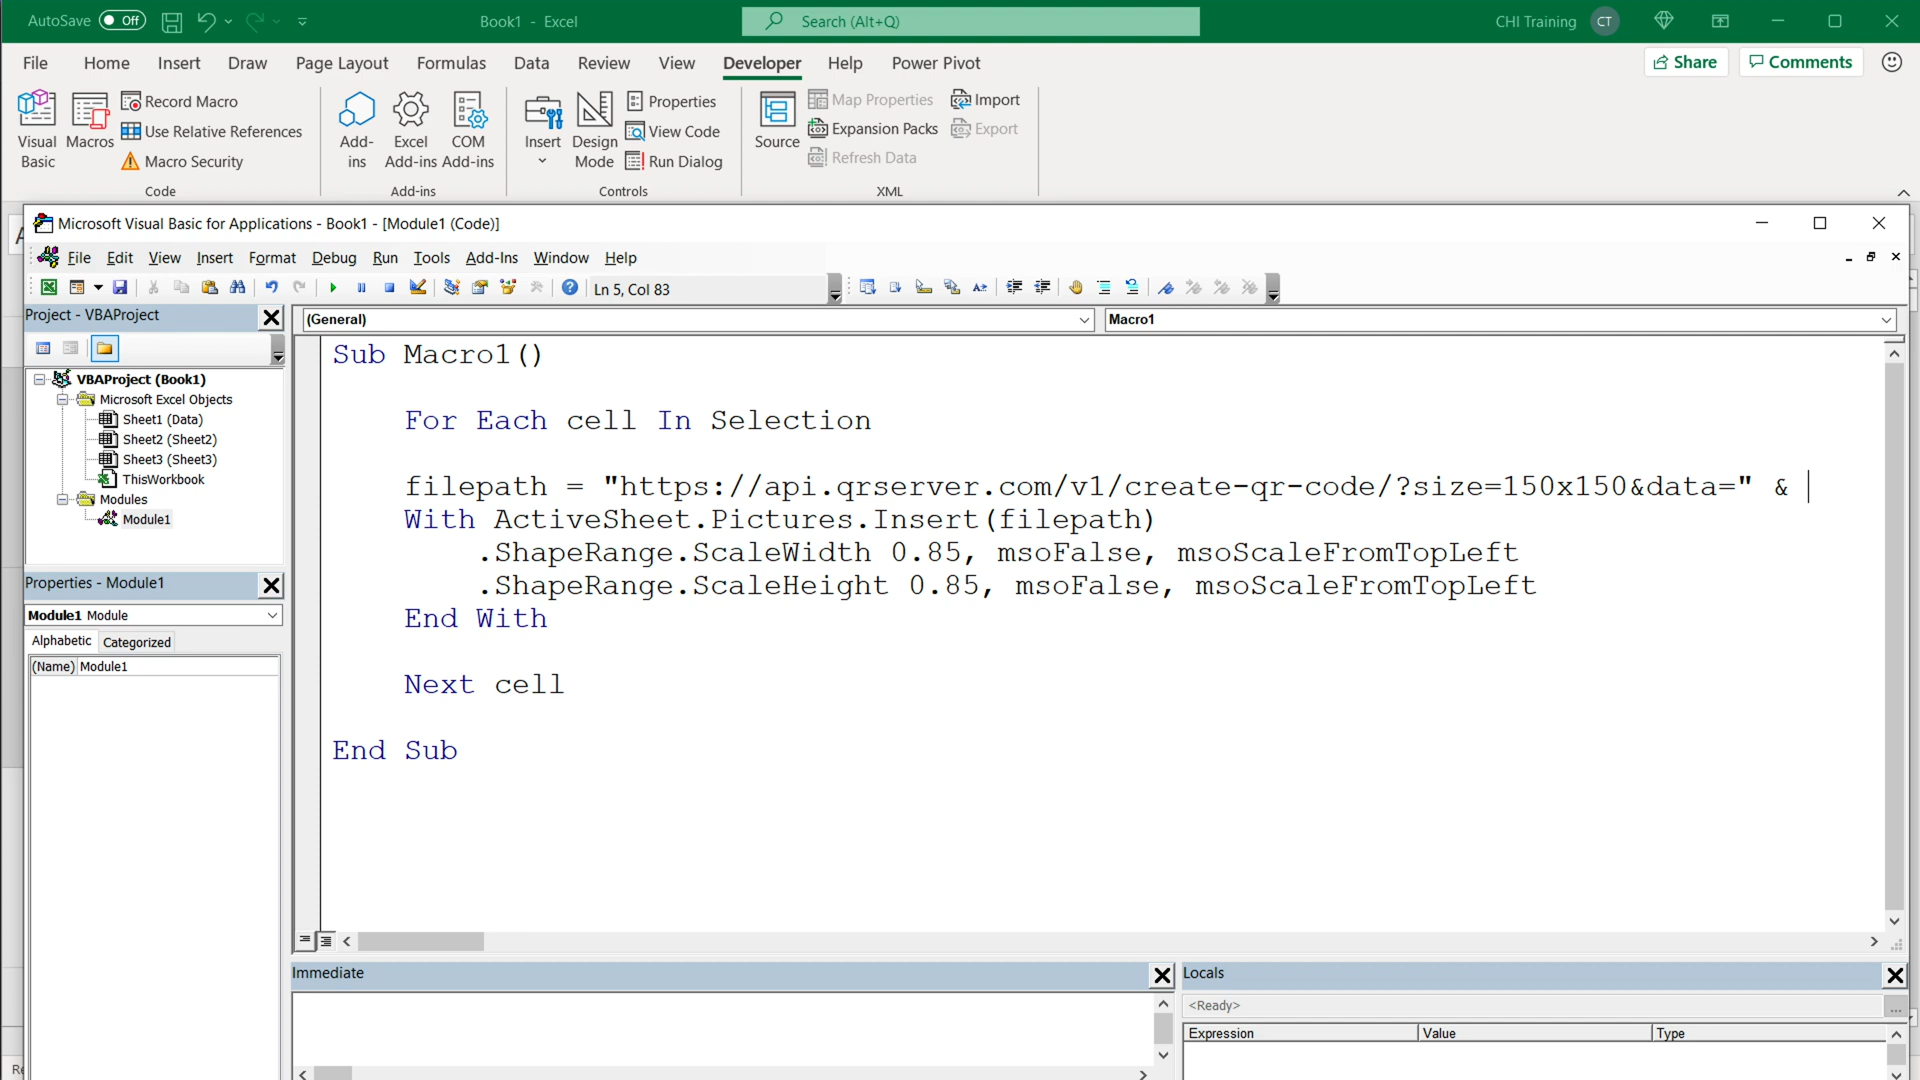 AutoSave Off Book1 - Excel Search (Alt+Q) CHI Training CT
File Home Insert Draw Page Layout Formulas Data Review View Developer Help Power Pivot Share Comments
Visual Basic
Macros
Record Macro
Use Relative References
Macro Security
Code
Add-ins
Excel Add-ins
COM Add-ins
Add-ins
Insert
Design Mode
Properties
View Code
Run Dialog
Controls
Source
Map Properties
Expansion Packs
Refresh Data
Import
Export
XML
Microsoft Visual Basic for Applications - Book1 - [Module1 (Code)]
File Edit View Insert Format Debug Run Tools Add-Ins Window Help
Ln 5, Col 83
Project - VBAProject
VBAProject (Book1)
Microsoft Excel Objects
Sheet1 (Data)
Sheet2 (Sheet2)
Sheet3 (Sheet3)
ThisWorkbook
Modules
Module1
Properties - Module1
Module1 Module
Alphabetic Categorized
(Name) Module1
(General) Macro1
Sub Macro1()
For Each cell In Selection
filepath = "https://api.qrserver.com/v1/create-qr-code/?size=150x150&data=" &
With ActiveSheet.Pictures.Insert(filepath)
.ShapeRange.ScaleWidth 0.85, msoFalse, msoScaleFromTopLeft
.ShapeRange.ScaleHeight 0.85, msoFalse, msoScaleFromTopLeft
End With
Next cell
End Sub
Immediate
Locals
<Ready>
Expression Value Type